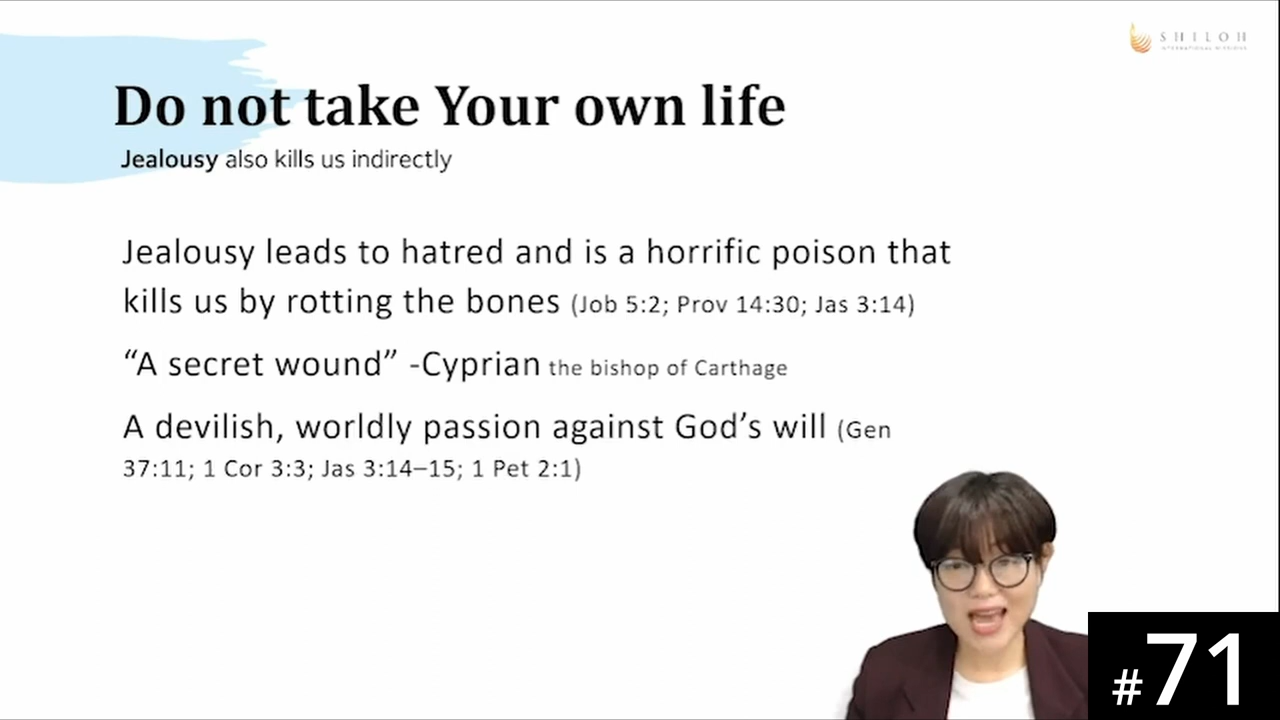 SHILOH
INTERNATIONAL MISSIONS
Do not take Your own life
Jealousy also kills us indirectly
Jealousy leads to hatred and is a horrific poison that
kills us by rotting the bones (Job 5:2; Prov 14:30; Jas 3:14)
“A secret wound” -Cyprian the bishop of Carthage
A devilish, worldly passion against God’s will (Gen
37:11; 1 Cor 3:3; Jas 3:14–15; 1 Pet 2:1)
#71